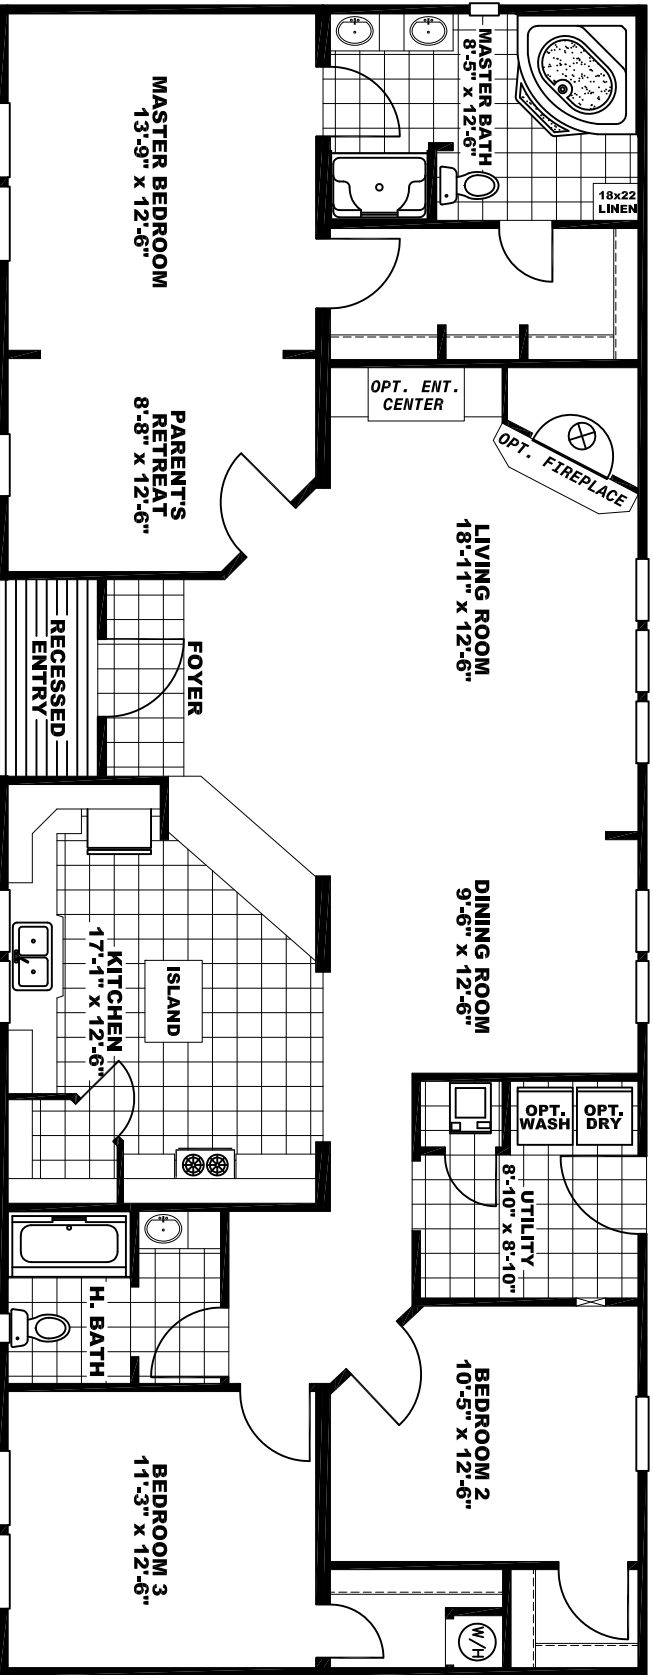 MASTER BEDROOM
13'-9" x 12'-6"
MASTER BATH
8'-5" x 12'-6"
18x22
LINEN
PARENT'S
RETREAT
8'-8" x 12'-6"
OPT. ENT.
CENTER
OPT. FIREPLACE
LIVING ROOM
18'-11" x 12'-6"
RECESSED
ENTRY
FOYER
DINING ROOM
9'-6" x 12'-6"
KITCHEN
17'-1" x 12'-6"
ISLAND
OPT.
WASH
OPT.
DRY
UTILITY
8'-10" x 8'-10"
H. BATH
BEDROOM 2
10'-5" x 12'-6"
BEDROOM 3
11'-3" x 12'-6"
W/H